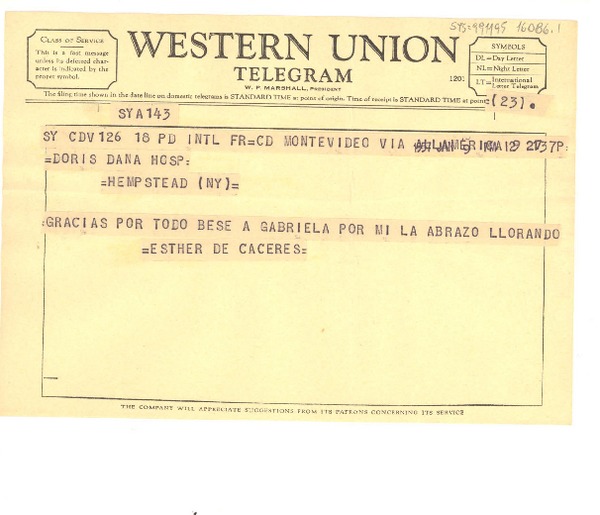 SYS=991195 16086.1
CLASS OF SERVICE
This is a fast message
unless its deferred char-
acter is indicated by the
proper symbol.
WESTERN UNION
TELEGRAM
W. P. MARSHALL, PRESIDENT
1201
SYMBOLS
DL=Day Letter
NL=Night Letter
LT=International
Letter Telegram
The filing time shown in the date line on domestic telegrams is STANDARD TIME at point of origin. Time of receipt is STANDARD TIME at point
(23).
SYA143
SY CDV126 18 PD INTL FR=CD MONTEVIDEO VIA
=DORIS DANA HOSP:
=HEMPSTEAD (NY)=
:GRACIAS POR TODO BESE A GABRIELA POR MI LA ABRAZO LLORANDO
=ESTHER DE CACERES=
THE COMPANY WILL APPRECIATE SUGGESTIONS FROM ITS PATRONS CONCERNING ITS SERVICE